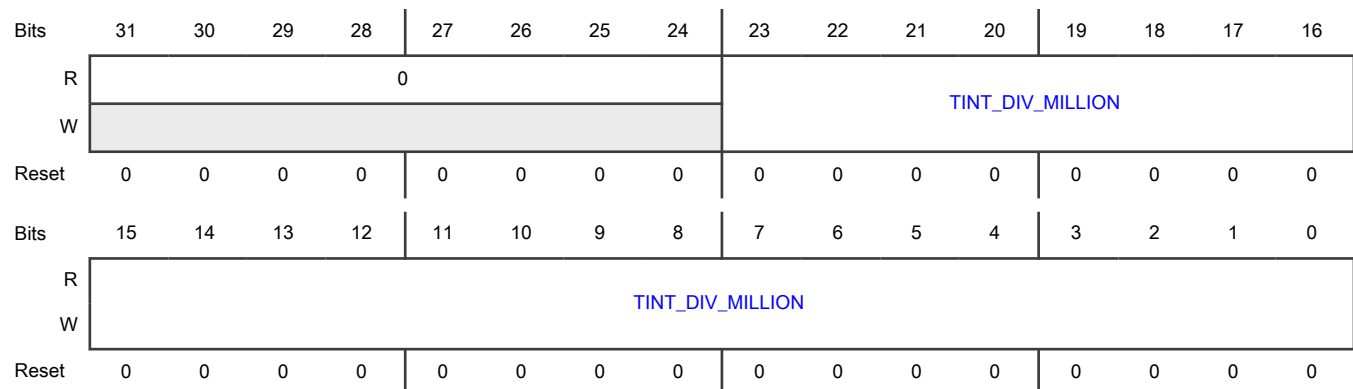 Bits 31 30 29 28 27 26 25 24 23 22 21 20 19 18 17 16
R 0
TINT_DIV_MILLION
W
Reset 0 0 0 0 0 0 0 0 0 0 0 0 0 0 0 0
Bits 15 14 13 12 11 10 9 8 7 6 5 4 3 2 1 0
R
TINT_DIV_MILLION
W
Reset 0 0 0 0 0 0 0 0 0 0 0 0 0 0 0 0